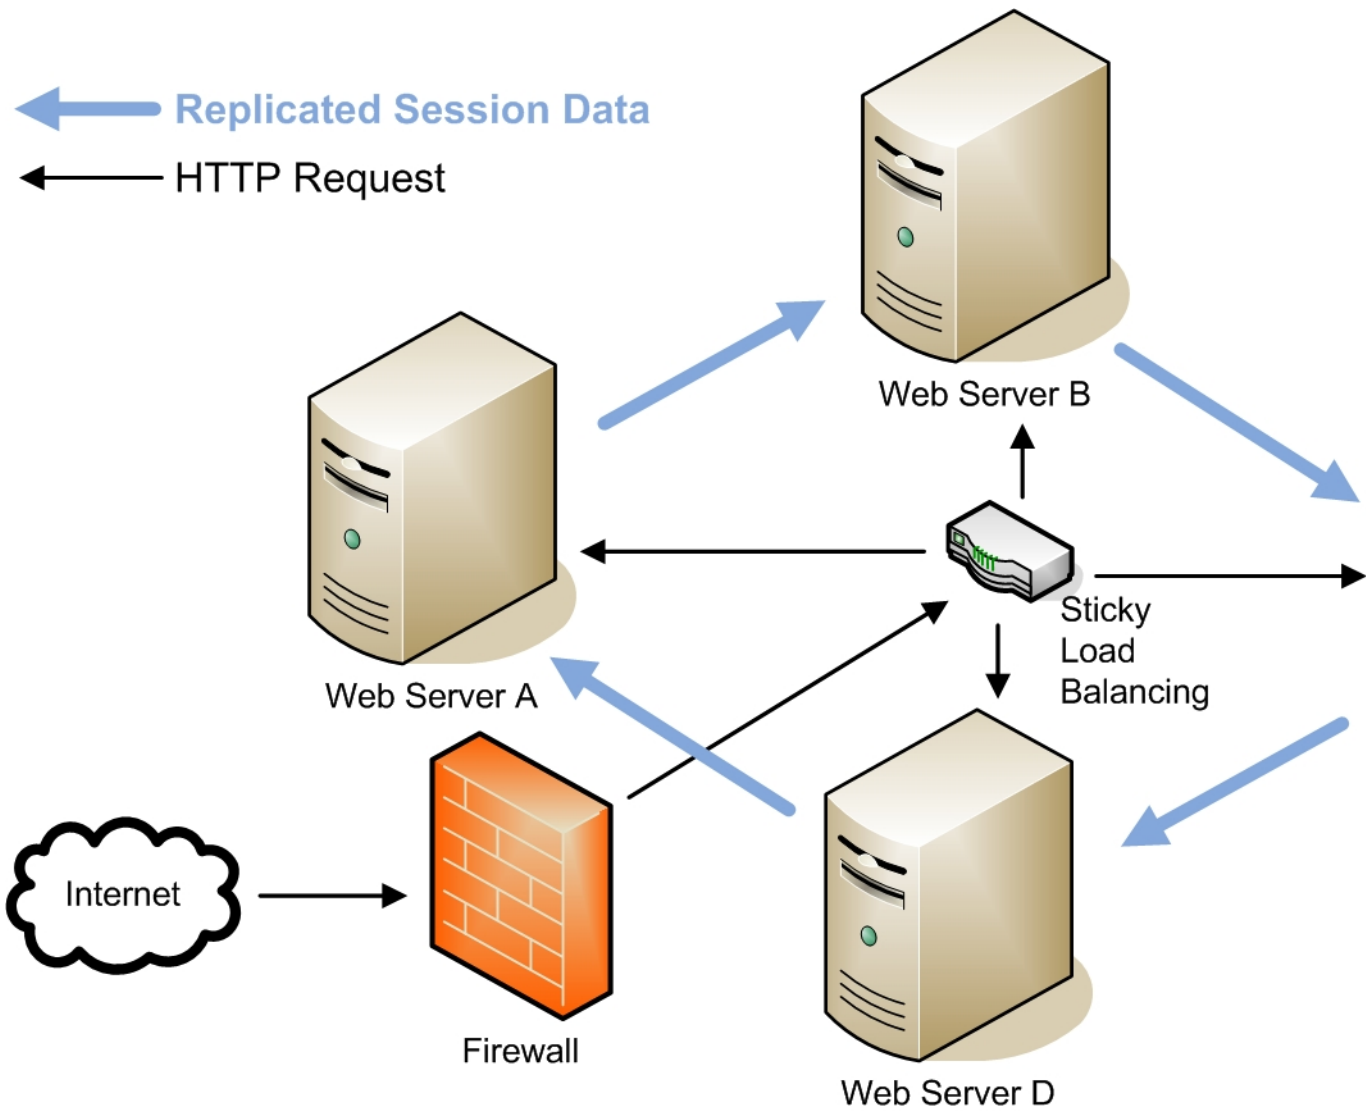 Replicated Session Data
HTTP Request
Web Server B
Sticky
Load
Balancing
Web Server A
Internet
Firewall
Web Server D